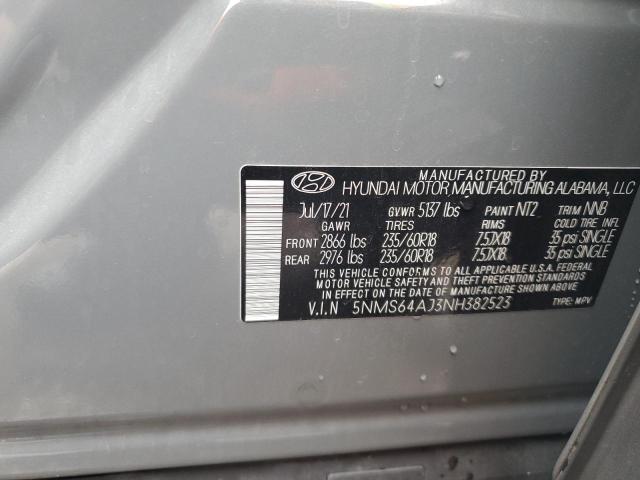 MANUFACTURED BY
HYUNDAI MOTOR MANUFACTURING ALABAMA, LLC
Jul/17/21 GVWR 5137 lbs PAINT NT2 TRIM NNB
GAWR TIRES RIMS COLD TIRE INFL
FRONT 2866 lbs 235/60R18 7.5JX18 35 psi SINGLE
REAR 2976 lbs 235/60R18 7.5JX18 35 psi SINGLE
THIS VEHICLE CONFORMS TO ALL APPLICABLE U.S.A. FEDERAL
MOTOR VEHICLE SAFETY AND THEFT PREVENTION STANDARDS
IN EFFECT ON THE DATE OF MANUFACTURE SHOWN ABOVE.
V.I.N 5NMS64AJ3NH382523 TYPE: MPV